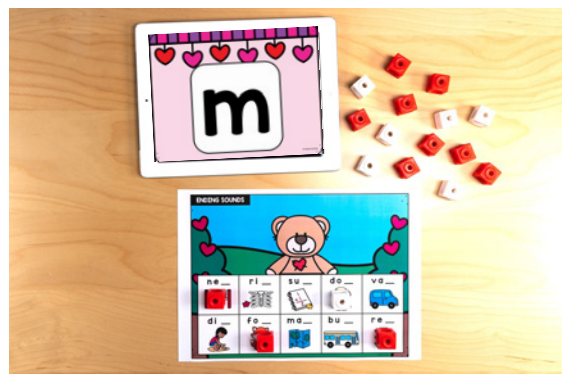 m
ENDING SOUNDS
ne__ ri__ su__ do__ va__
di__ fo__ ma__ bu__ re__